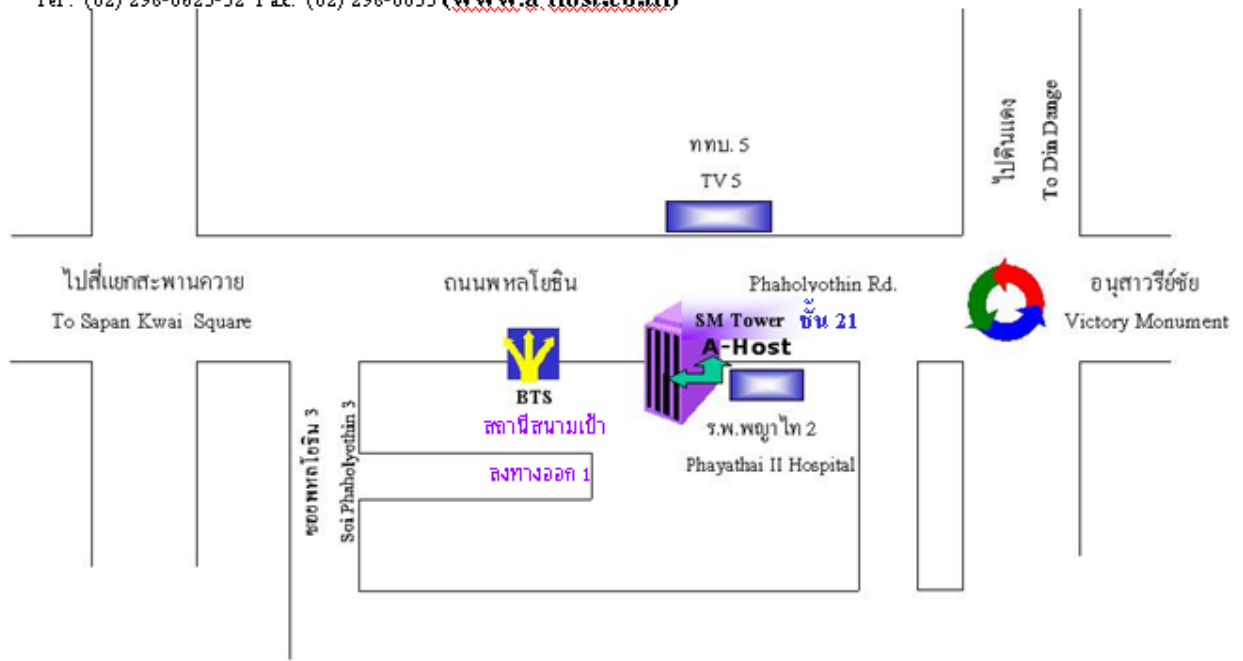 ททบ. 5
TV 5
ไปดินแดง
To Din Dange
ไปสี่แยกสะพานควาย
To Sapan Kwai Square
ถนนพหลโยธิน
Phaholyothin Rd.
อนุสาวรีย์ชัย
Victory Monument
SM Tower ชั้น 21
A-Host
BTS
สถานีสนามเป้า
ลงทางออก 1
ร.พ.พญาไท 2
Phayathai II Hospital
ซอยพหลโยธิน 3
Soi Phaholyothin 3